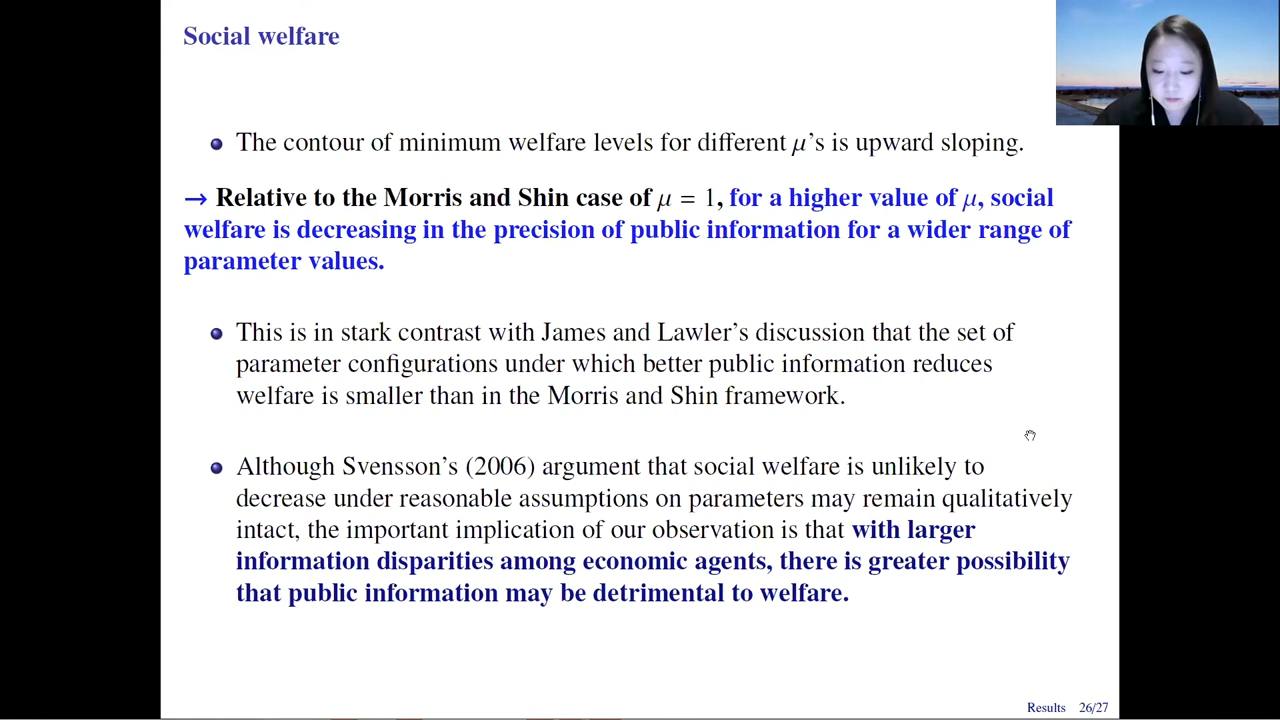 Social welfare
The contour of minimum welfare levels for different μ's is upward sloping.
→ Relative to the Morris and Shin case of μ = 1, for a higher value of μ, social
welfare is decreasing in the precision of public information for a wider range of
parameter values.
This is in stark contrast with James and Lawler's discussion that the set of
parameter configurations under which better public information reduces
welfare is smaller than in the Morris and Shin framework.
Although Svensson's (2006) argument that social welfare is unlikely to
decrease under reasonable assumptions on parameters may remain qualitatively
intact, the important implication of our observation is that with larger
information disparities among economic agents, there is greater possibility
that public information may be detrimental to welfare.
Results 26/27